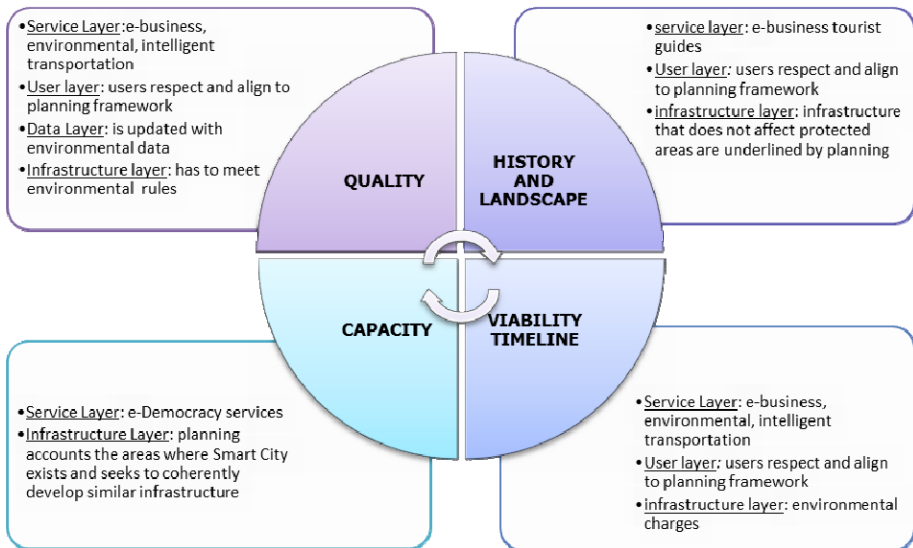 •Service Layer:e-business,
environmental, intelligent
transportation
•User layer: users respect and align to
planning framework
•Data Layer: is updated with
environmental data
•Infrastructure layer: has to meet
environmental rules
•service layer: e-business tourist
guides
•User layer: users respect and align
to planning framework
•infrastructure layer: infrastructure
that does not affect protected
areas are underlined by planning
QUALITY
HISTORY
AND
LANDSCAPE
CAPACITY
VIABILITY
TIMELINE
•Service Layer: e-Democracy services
•Infrastructure Layer: planning
accounts the areas where Smart City
exists and seeks to coherently
develop similar infrastructure
•Service Layer: e-business,
environmental, intelligent
transportation
•User layer: users respect and align
to planning framework
•infrastructure layer: environmental
charges